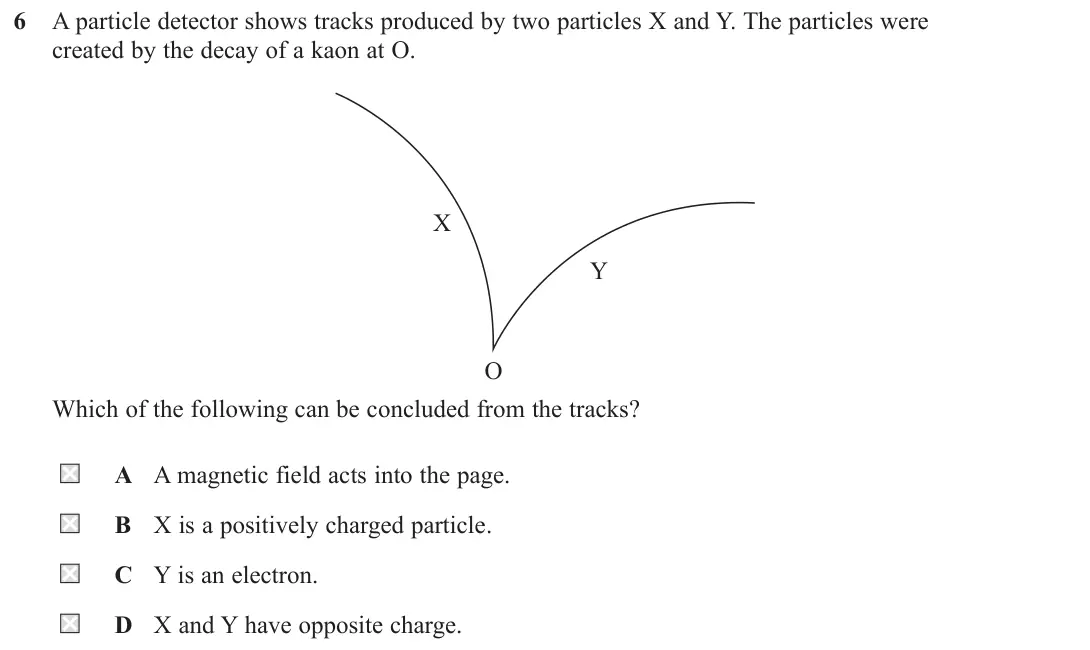 6 A particle detector shows tracks produced by two particles X and Y. The particles were
created by the decay of a kaon at O.
X
Y
O
Which of the following can be concluded from the tracks?
A A magnetic field acts into the page.
B X is a positively charged particle.
C Y is an electron.
D X and Y have opposite charge.